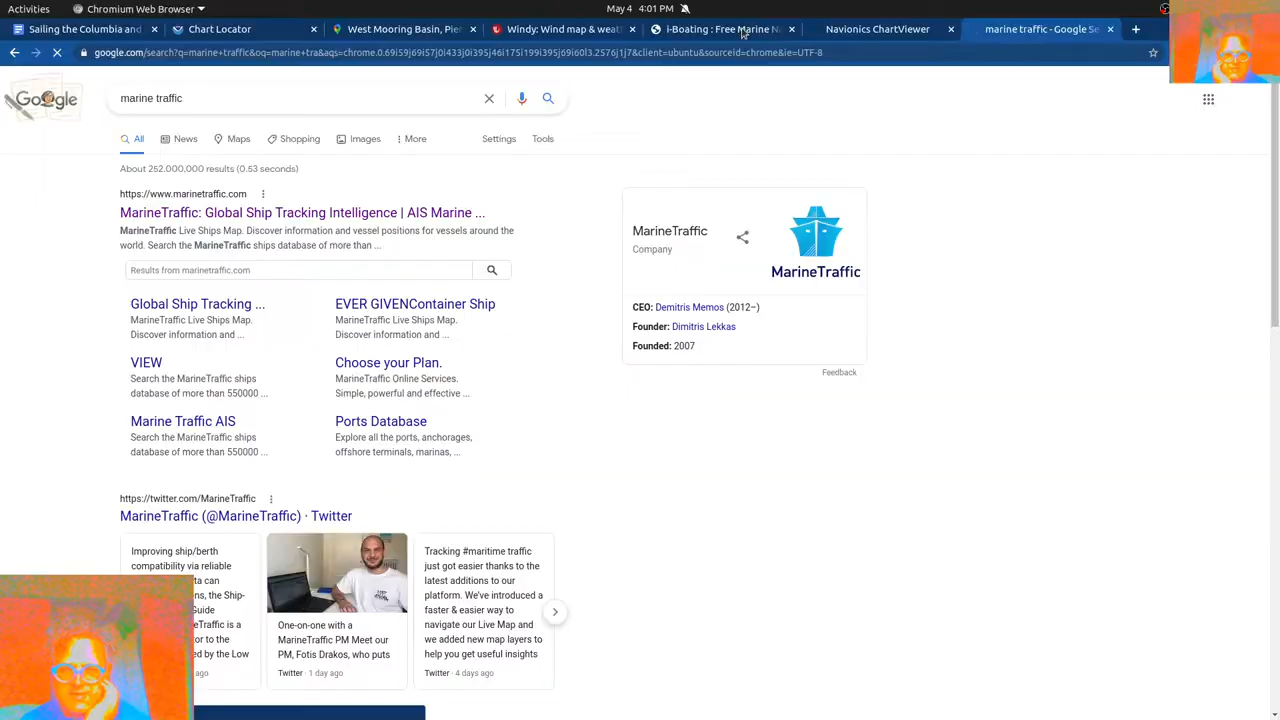 Activities
Chromium Web Browser
May 4 4:01 PM
Sailing the Columbia and
Chart Locator
West Mooring Basin, Pier
Windy: Wind map & weat
i-Boating : Free Marine Na
Navionics ChartViewer
marine traffic - Google Se
google.com/search?q=marine+traffic&oq=marine+tra&aqs=chrome.0.69i59j69i57j0l433j0i395j46i175i199i395j69i60l3.2576j1j7&client=ubuntu&sourceid=chrome&ie=UTF-8
Google
marine traffic
All
News
Maps
Shopping
Images
More
Settings
Tools
About 252.000,000 results (0.53 seconds)
https://www.marinetraffic.com
MarineTraffic: Global Ship Tracking Intelligence | AIS Marine ...
MarineTraffic Live Ships Map. Discover information and vessel positions for vessels around the
world. Search the MarineTraffic ships database of more than ...
Results from marinetraffic.com
Global Ship Tracking ...
MarineTraffic Live Ships Map.
Discover information and ...
EVER GIVENContainer Ship
MarineTraffic Live Ships Map.
Discover information and ...
VIEW
Search the MarineTraffic ships
database of more than 550000 ...
Choose your Plan.
MarineTraffic Online Services.
Simple, powerful and effective ...
Marine Traffic AIS
Search the MarineTraffic ships
database of more than 550000 ...
Ports Database
Explore all the ports, anchorages,
offshore terminals, marinas, ...
https://twitter.com/MarineTraffic
MarineTraffic (@MarineTraffic) · Twitter
Improving ship/berth
compatibility via reliable
ta can
ns, the Ship-
Guide
eTraffic is a
or to the
ed by the Low
ago
One-on-one with a
MarineTraffic PM Meet our
PM, Fotis Drakos, who puts
Twitter · 1 day ago
Tracking #maritime traffic
just got easier thanks to the
latest additions to our
platform. We've introduced a
faster & easier way to
navigate our Live Map and
we added new map layers to
help you get useful insights
Twitter · 4 days ago
MarineTraffic
Company
MarineTraffic
CEO: Demitris Memos (2012–)
Founder: Dimitris Lekkas
Founded: 2007
Feedback